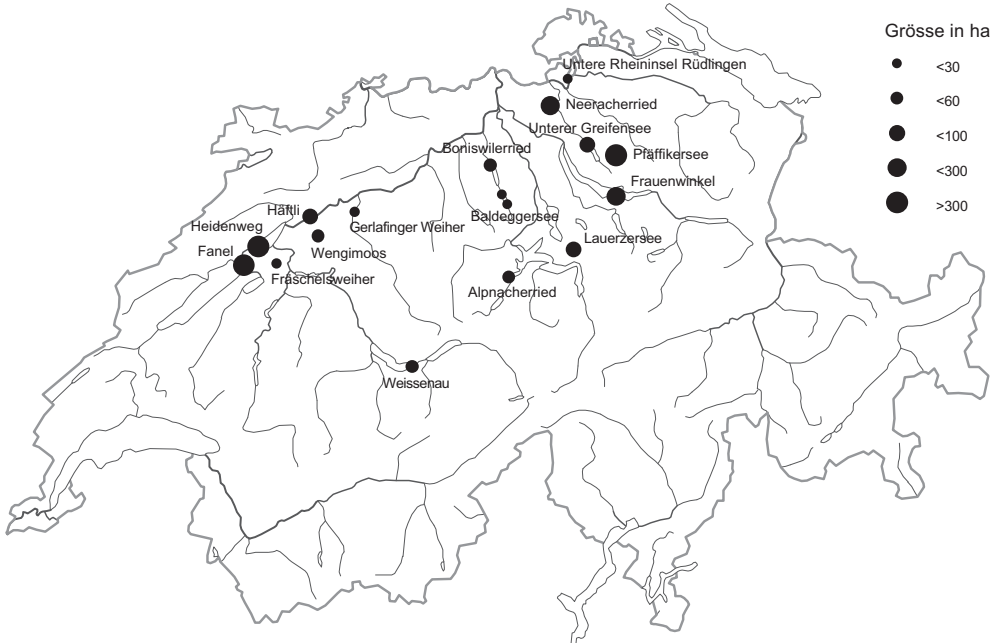 Grösse in ha
<30
<60
<100
<300
>300
Untere Rheininsel Rüdlingen
Neeracherried
Unterer Greifensee
Boniswilerried
Pfäffikersee
Frauenwinkel
Häftli
Baldeggersee
Heidenweg
Gerlafinger Weiher
Lauerzersee
Fanel
Wengimoos
Fräschelsweiher
Alpnacherried
Weissenau